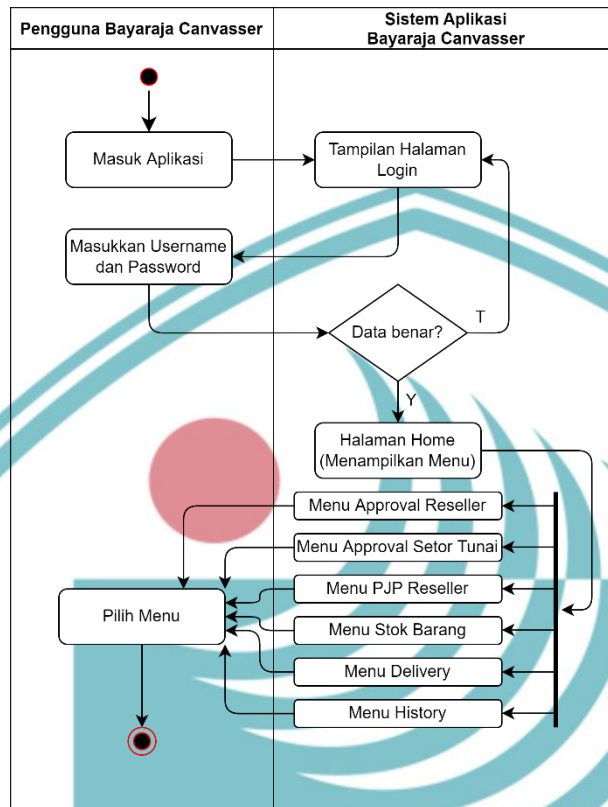 Pengguna Bayaraja Canvasser
Sistem Aplikasi
Bayaraja Canvasser
Masuk Aplikasi
Tampilan Halaman
Login
Masukkan Username
dan Password
Data benar?
T
Y
Halaman Home
(Menampilkan Menu)
Menu Approval Reseller
Menu Approval Setor Tunai
Menu PJP Reseller
Pilih Menu
Menu Stok Barang
Menu Delivery
Menu History